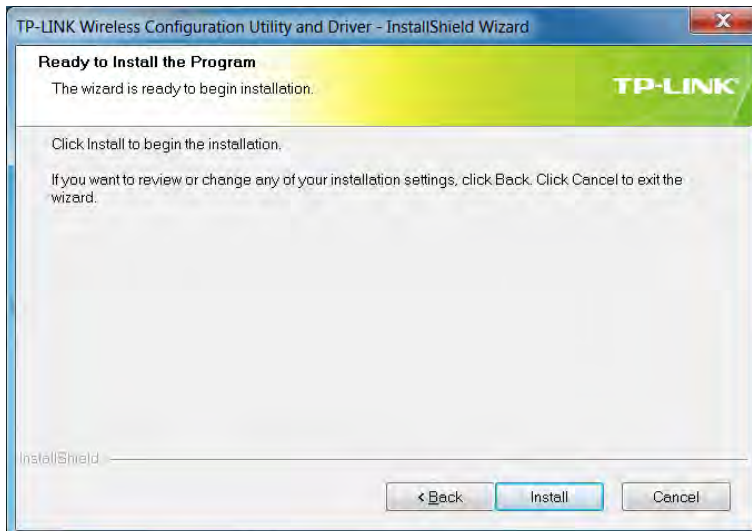 TP-LINK Wireless Configuration Utility and Driver - InstallShield Wizard
Ready to Install the Program
The wizard is ready to begin installation.
TP-LINK
Click Install to begin the installation.
If you want to review or change any of your installation settings, click Back. Click Cancel to exit the
wizard.
InstallShield
< Back
Install
Cancel